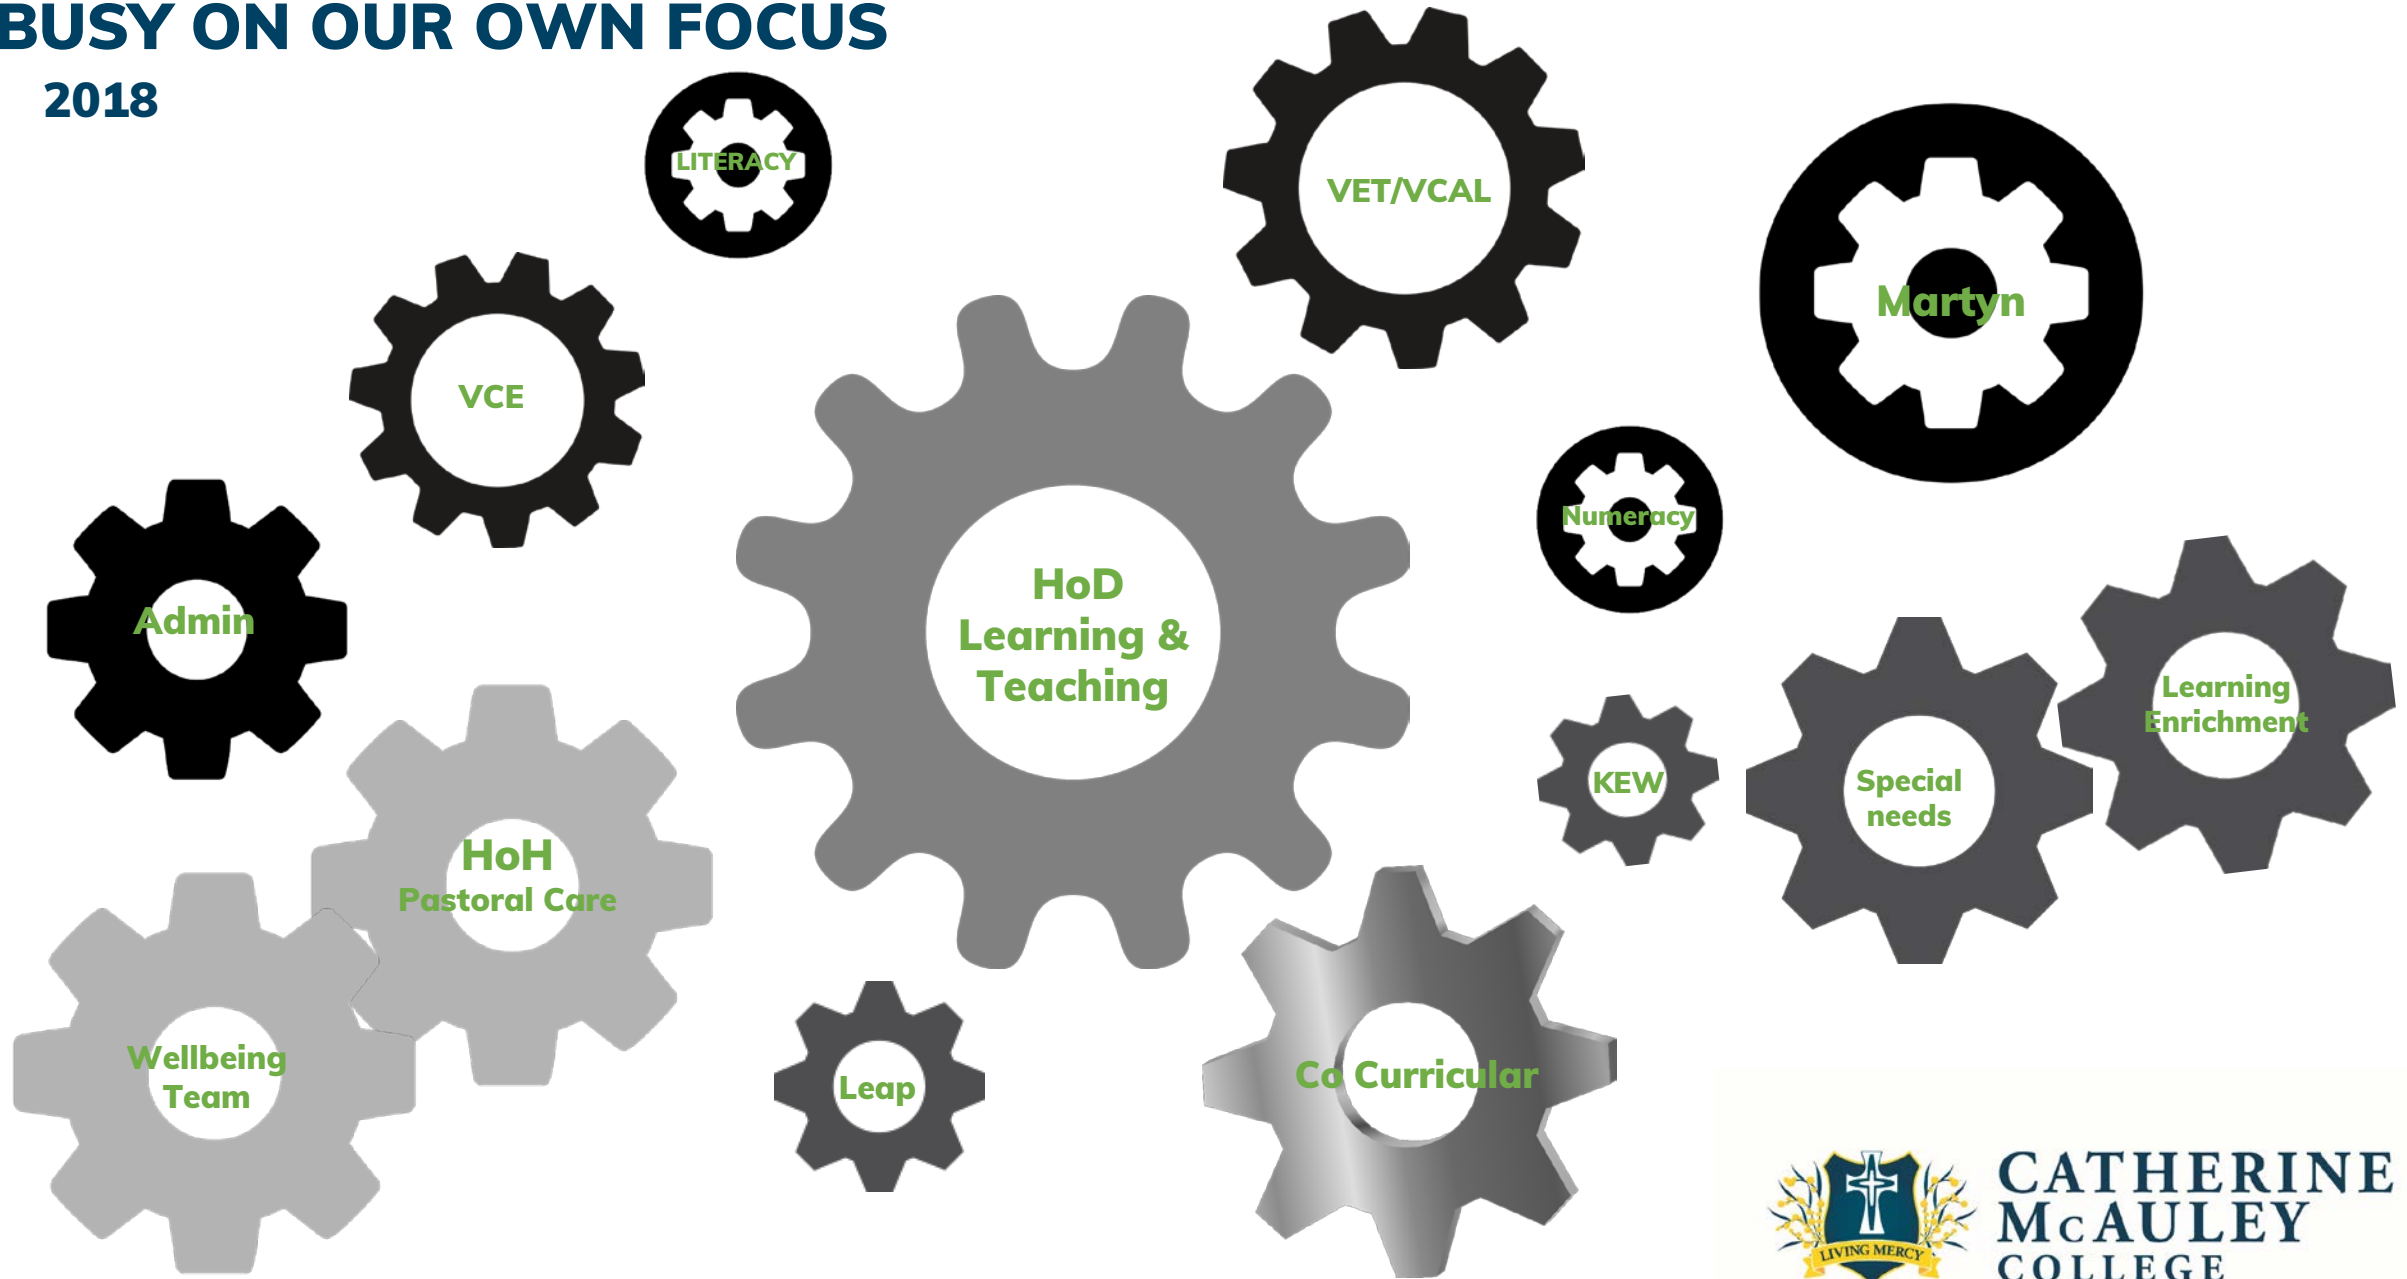 BUSY ON OUR OWN FOCUS
2018
LITERACY
VET/VCAL
Martyn
VCE
Numeracy
Admin
HoD
Learning &
Teaching
Learning
Enrichment
KEW
Special
needs
HoH
Pastoral Care
Wellbeing
Team
Leap
Co Curricular
CATHERINE
McAULEY
COLLEGE
LIVING MERCY